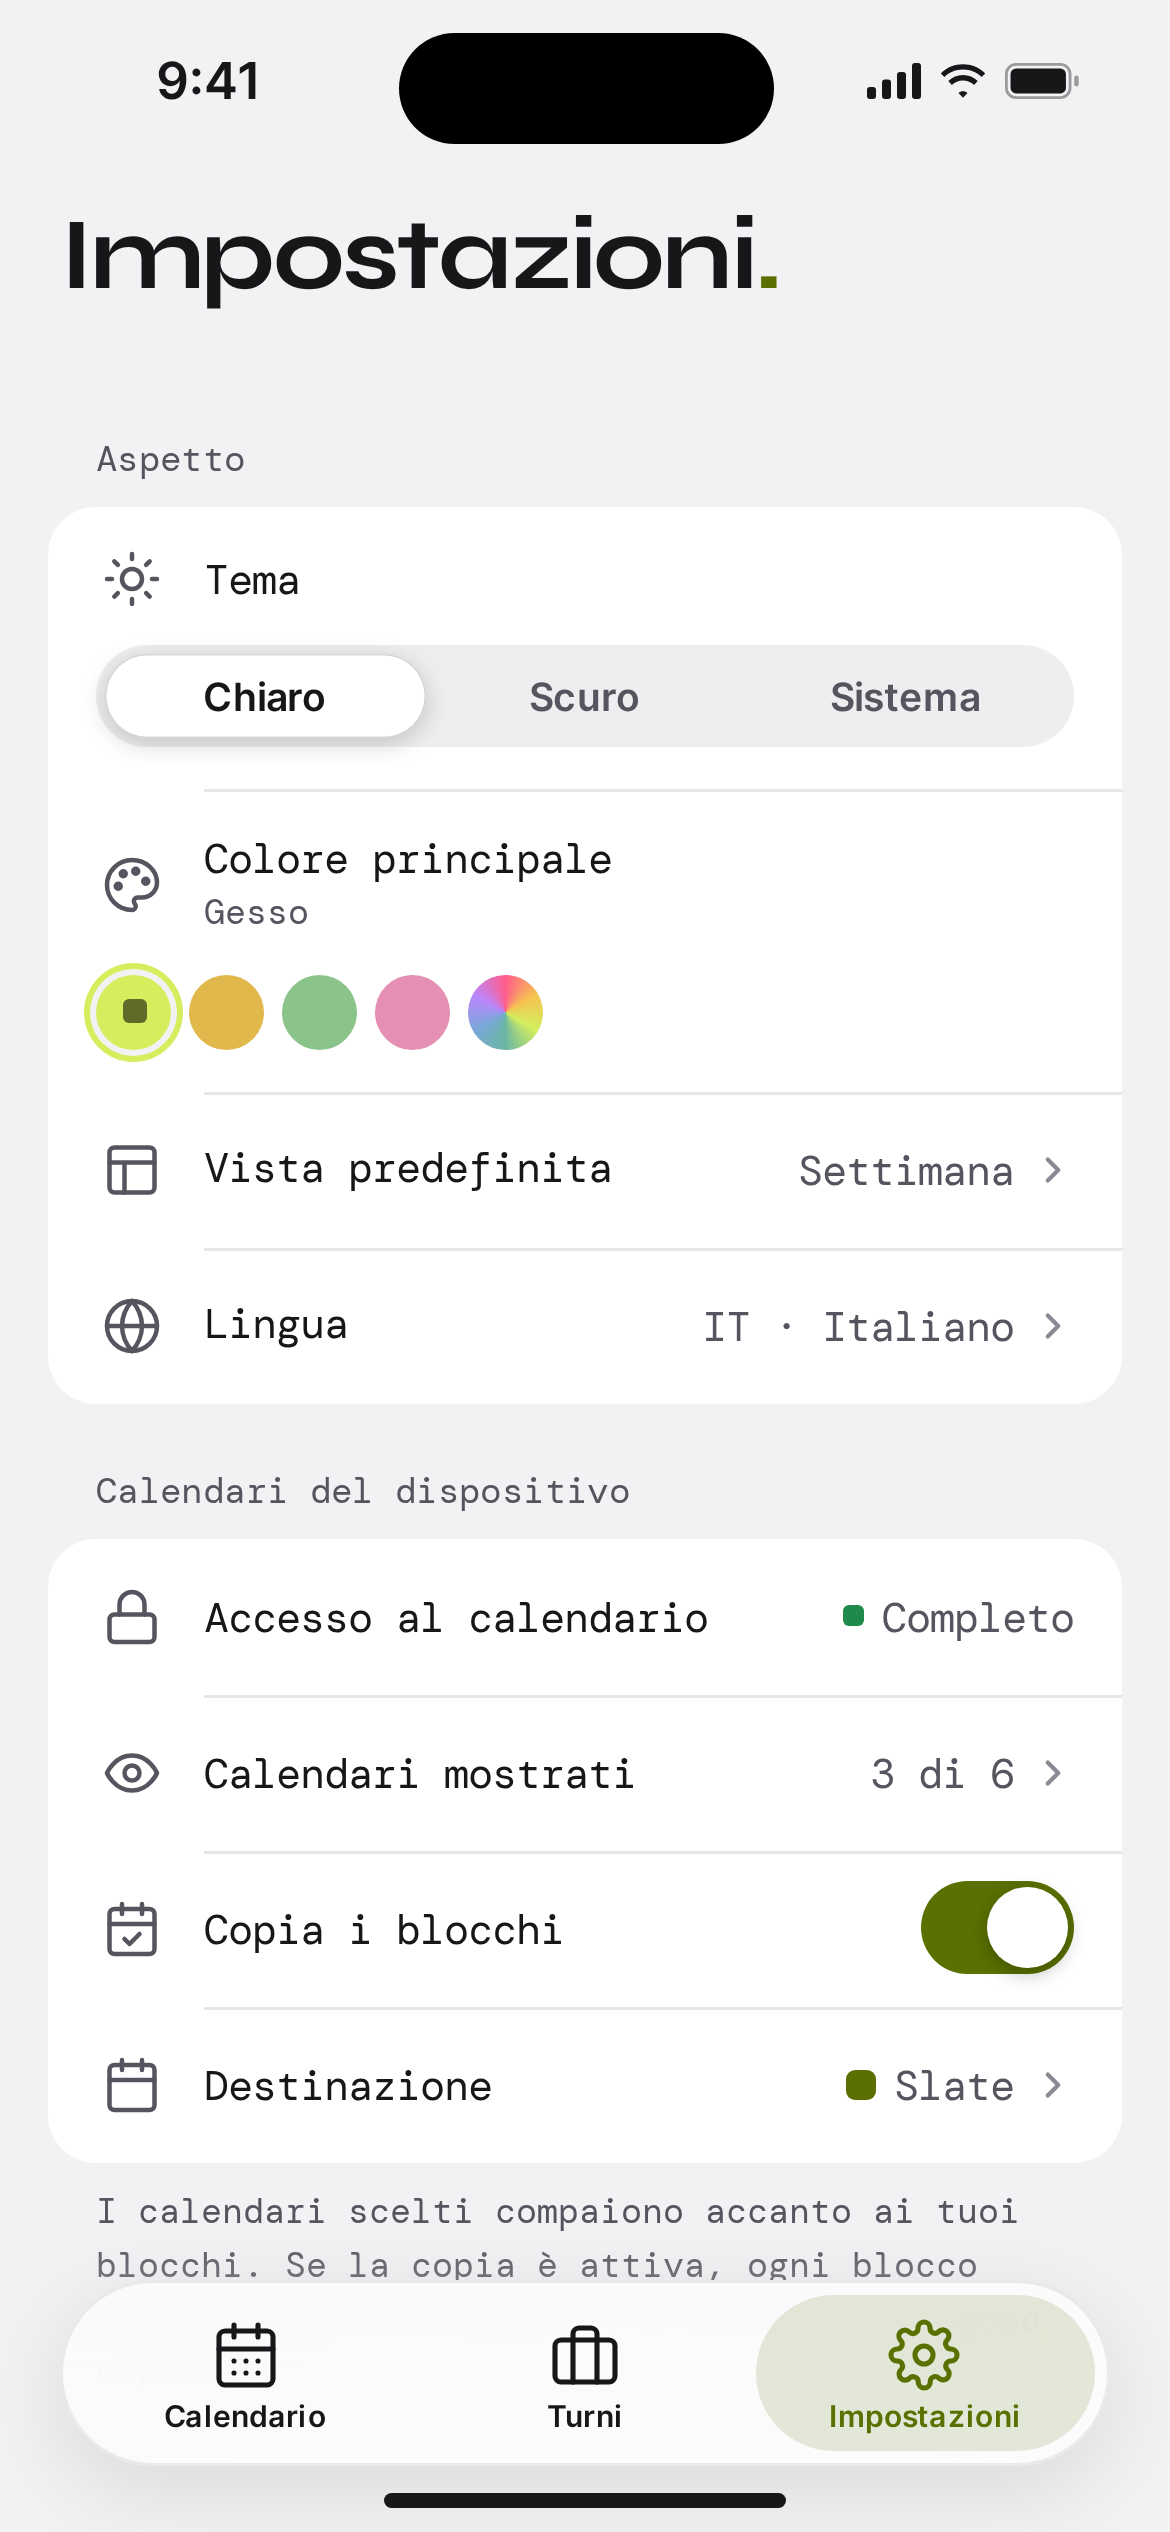 9:41
Impostazioni.
Aspetto
Tema
Chiaro Scuro Sistema
Colore principale
Gesso
Vista predefinita Settimana
Lingua IT · Italiano
Calendari del dispositivo
Accesso al calendario Completo
Calendari mostrati 3 di 6
Copia i blocchi
Destinazione Slate
I calendari scelti compaiono accanto ai tuoi
blocchi. Se la copia è attiva, ogni blocco
Calendario Turni Impostazioni